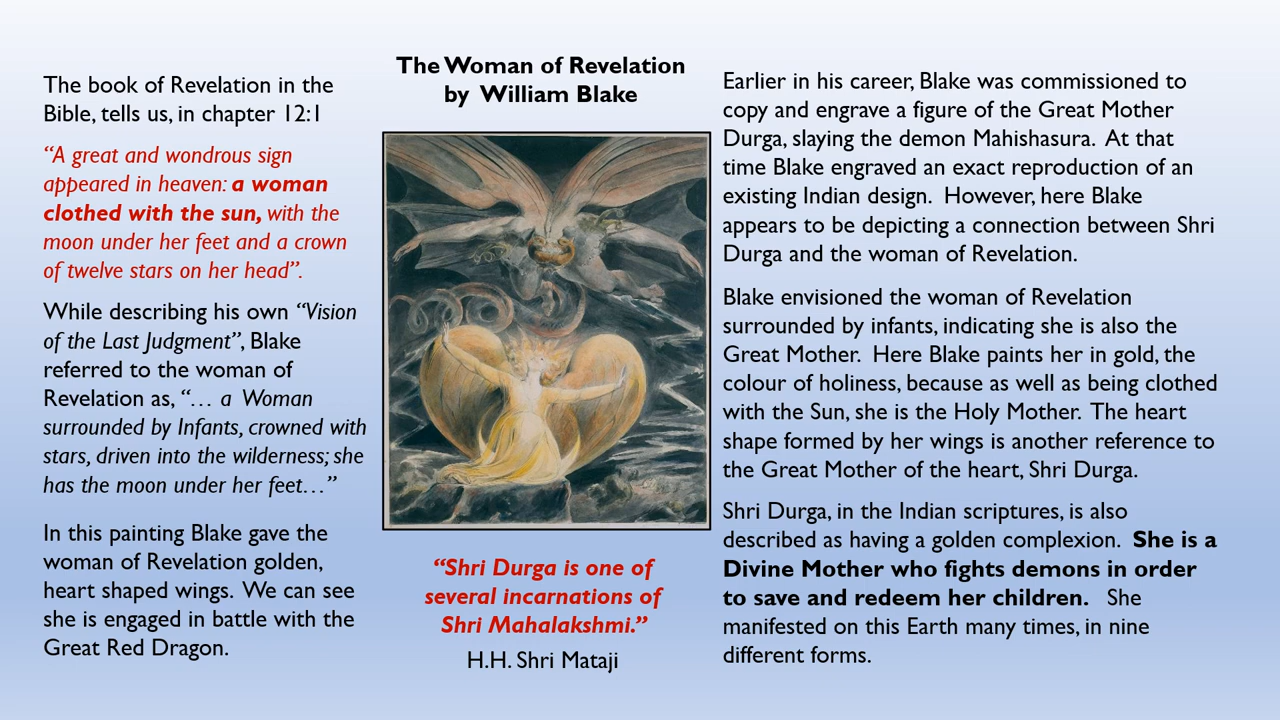 The book of Revelation in the
Bible, tells us, in chapter 12:1
“A great and wondrous sign
appeared in heaven: a woman
clothed with the sun, with the
moon under her feet and a crown
of twelve stars on her head”.
While describing his own “Vision
of the Last Judgment”, Blake
referred to the woman of
Revelation as, “… a Woman
surrounded by Infants, crowned with
stars, driven into the wilderness; she
has the moon under her feet…”
In this painting Blake gave the
woman of Revelation golden,
heart shaped wings. We can see
she is engaged in battle with the
Great Red Dragon.
The Woman of Revelation
by William Blake
“Shri Durga is one of
several incarnations of
Shri Mahalakshmi.”
H.H. Shri Mataji
Earlier in his career, Blake was commissioned to
copy and engrave a figure of the Great Mother
Durga, slaying the demon Mahishasura. At that
time Blake engraved an exact reproduction of an
existing Indian design. However, here Blake
appears to be depicting a connection between Shri
Durga and the woman of Revelation.
Blake envisioned the woman of Revelation
surrounded by infants, indicating she is also the
Great Mother. Here Blake paints her in gold, the
colour of holiness, because as well as being clothed
with the Sun, she is the Holy Mother. The heart
shape formed by her wings is another reference to
the Great Mother of the heart, Shri Durga.
Shri Durga, in the Indian scriptures, is also
described as having a golden complexion. She is a
Divine Mother who fights demons in order
to save and redeem her children. She
manifested on this Earth many times, in nine
different forms.